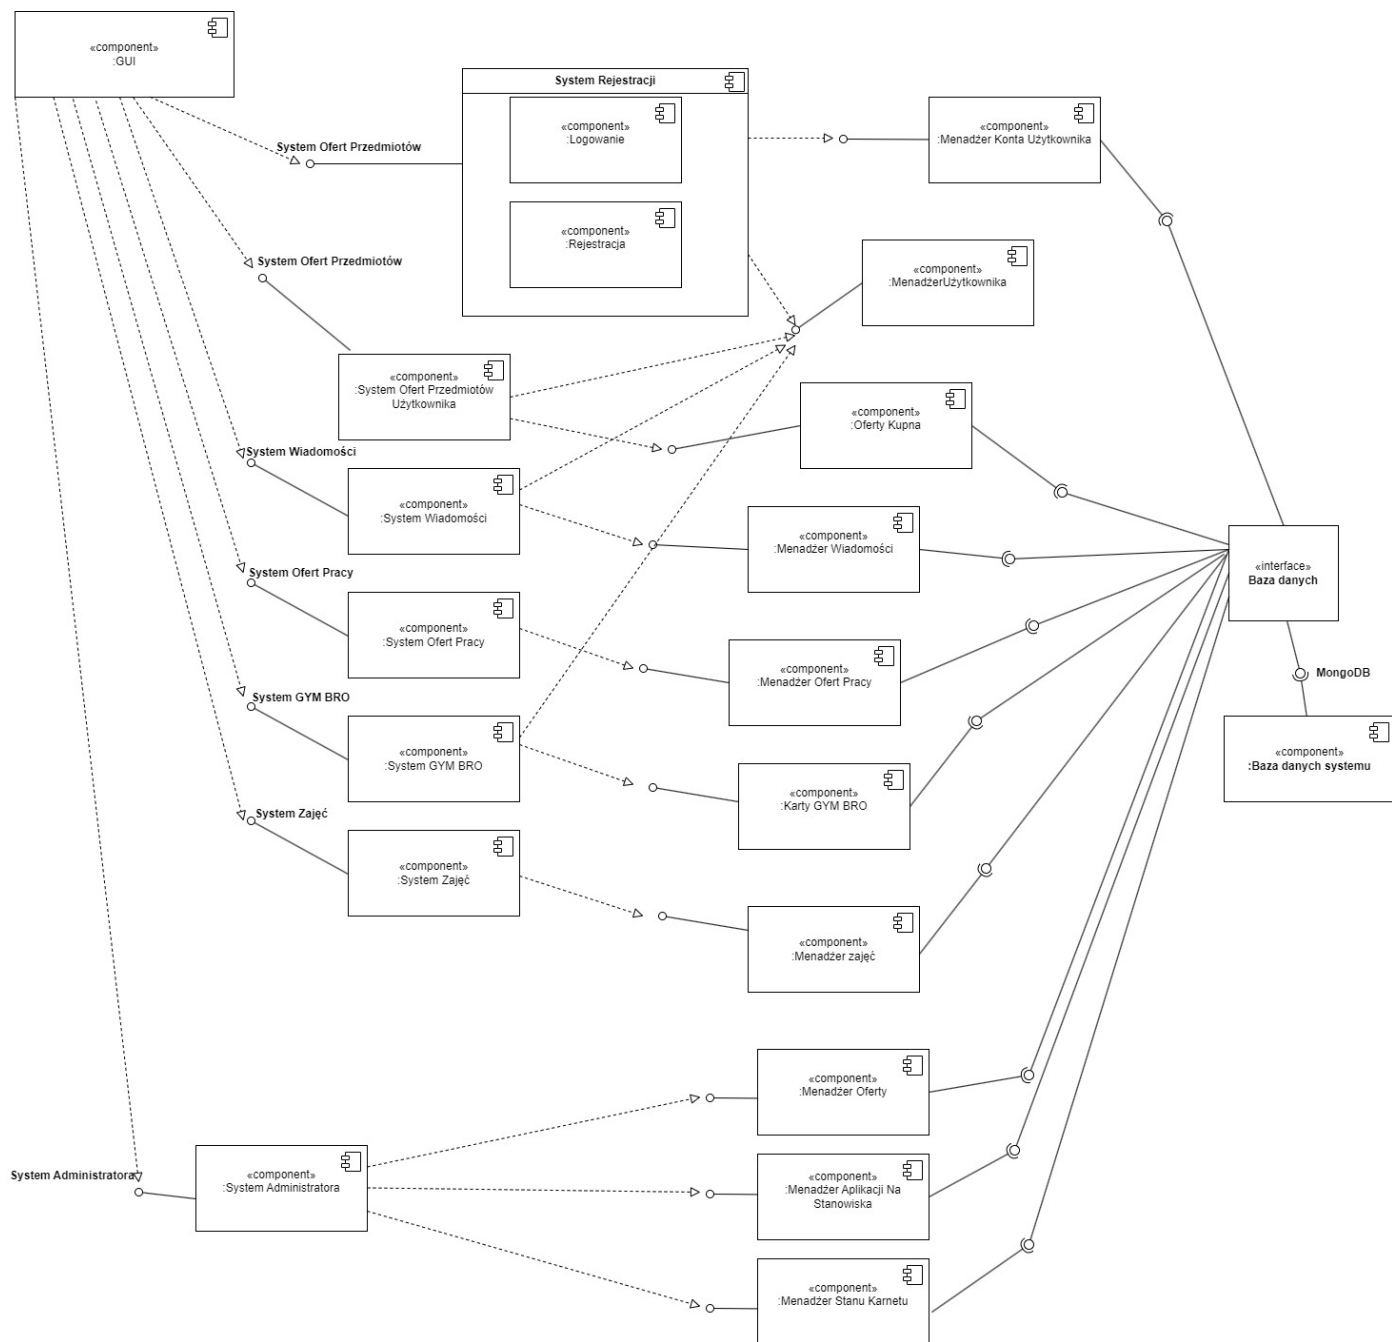 «component»
:GUI
System Rejestracji
«component»
:Logowanie
«component»
:Rejestracja
«component»
:Menadżer Konta Użytkownika
System Ofert Przedmiotów
«component»
:MenadżerUżytkownika
System Ofert Przedmiotów
«component»
:System Ofert Przedmiotów
Użytkownika
«component»
:Oferty Kupna
System Wiadomości
«component»
:System Wiadomości
«component»
:Menadżer Wiadomości
«interface»
Baza danych
System Ofert Pracy
«component»
:System Ofert Pracy
«component»
:Menadżer Ofert Pracy
MongoDB
System GYM BRO
«component»
:System GYM BRO
«component»
:Karty GYM BRO
«component»
:Baza danych systemu
System Zajęć
«component»
:System Zajęć
«component»
:Menadżer zajęć
«component»
:Menadżer Oferty
System Administratora
«component»
:System Administratora
«component»
:Menadżer Aplikacji Na
Stanowiska
«component»
:Menadżer Stanu Karnetu